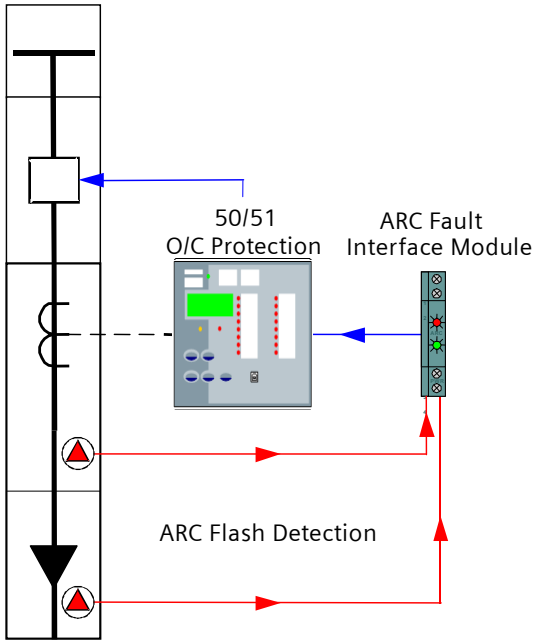 50/51
O/C Protection
ARC Fault
Interface Module
ARC Flash Detection